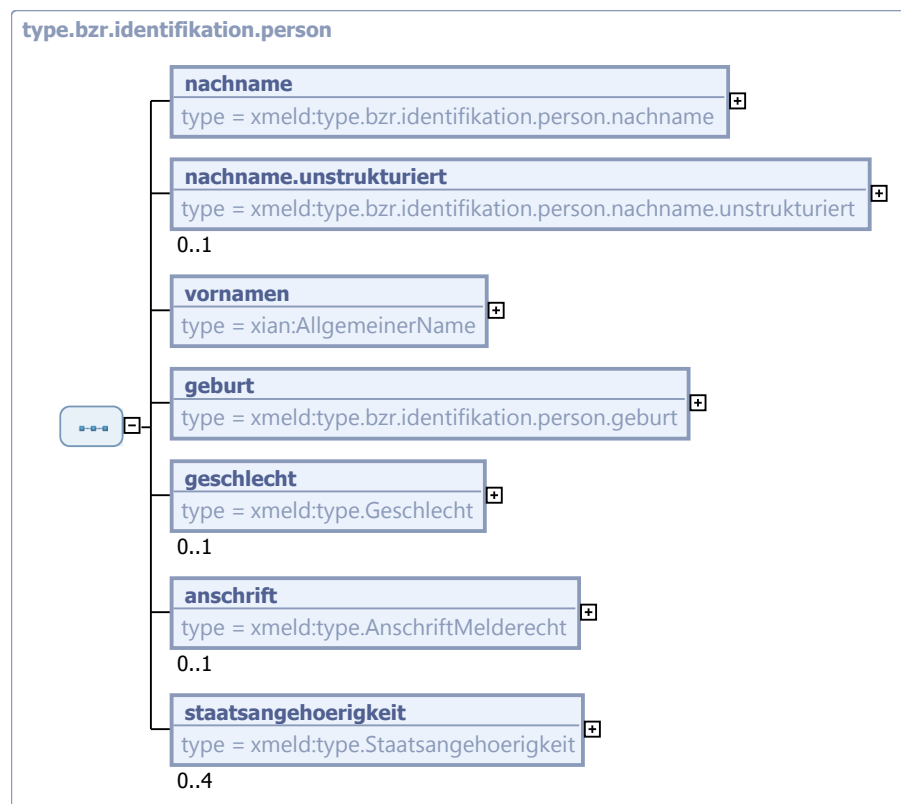 type.bzr.identifikation.person
nachname
type = xmeld:type.bzr.identifikation.person.nachname
nachname.unstrukturiert
type = xmeld:type.bzr.identifikation.person.nachname.unstrukturiert
0..1
vornamen
type = xian:AllgemeinerName
geburt
type = xmeld:type.bzr.identifikation.person.geburt
geschlecht
type = xmeld:type.Geschlecht
0..1
anschrift
type = xmeld:type.AnschriftMelderecht
0..1
staatsangehoerigkeit
type = xmeld:type.Staatsangehoerigkeit
0..4